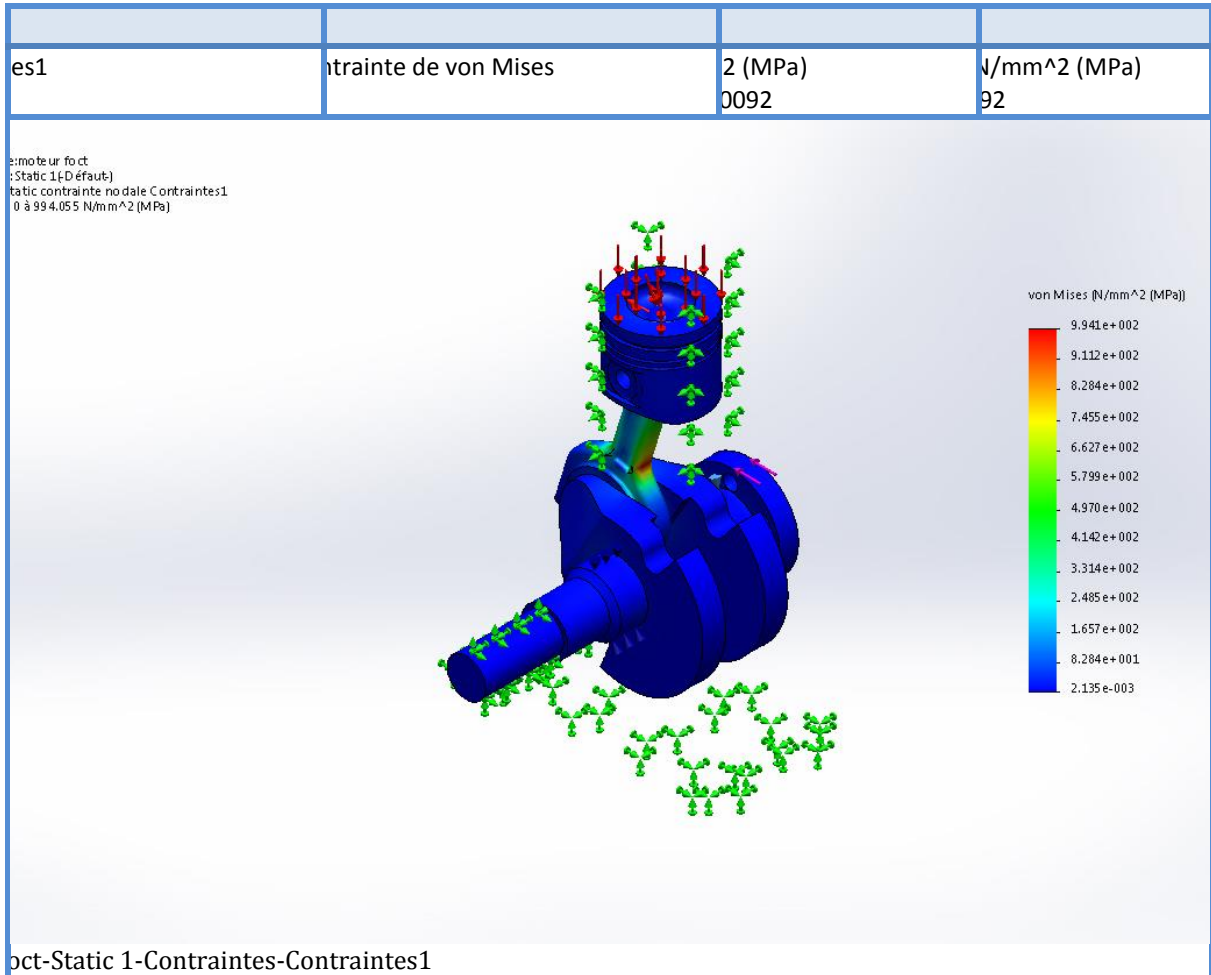 es1
ntrainte de von Mises
2 (MPa)
0092
N/mm^2 (MPa)
92
e:moteur foct
:Static 1(-Défaut-)
tatic contrainte nodale Contraintes1
0 à 994.055 N/mm^2 (MPa)
von Mises (N/mm^2 (MPa))
9.941e+002
9.112e+002
8.284e+002
7.455e+002
6.627e+002
5.799e+002
4.970e+002
4.142e+002
3.314e+002
2.485e+002
1.657e+002
8.284e+001
2.135e-003
oct-Static 1-Contraintes-Contraintes1